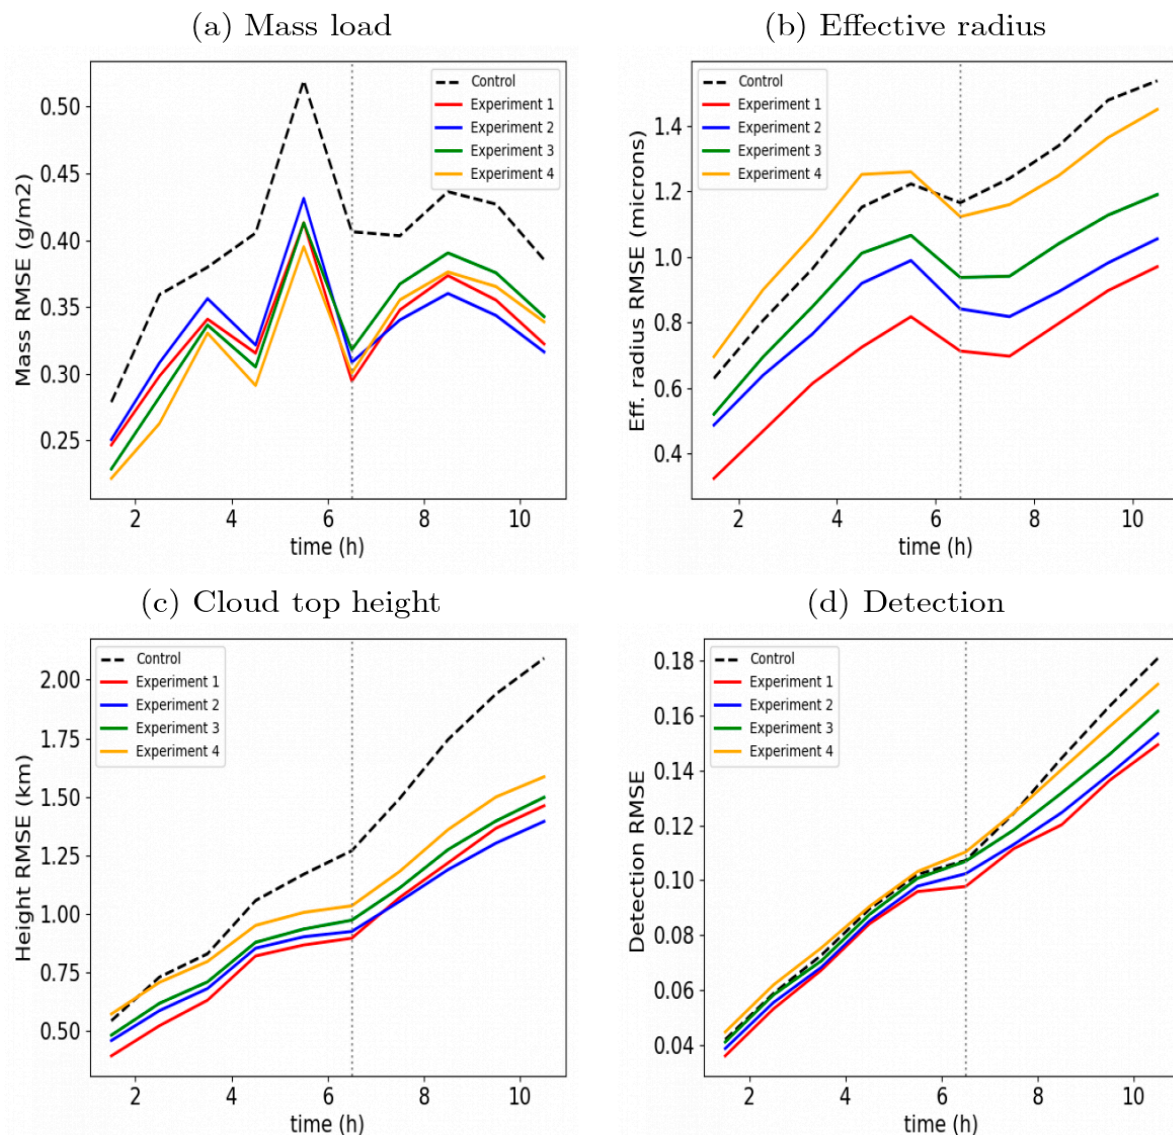 (a) Mass load
Mass RMSE (g/m2)
0.50
0.45
0.40
0.35
0.30
0.25
Control
Experiment 1
Experiment 2
Experiment 3
Experiment 4
2 4 6 8 10
time (h)
(b) Effective radius
Eff. radius RMSE (microns)
1.4
1.2
1.0
0.8
0.6
0.4
Control
Experiment 1
Experiment 2
Experiment 3
Experiment 4
2 4 6 8 10
time (h)
(c) Cloud top height
Height RMSE (km)
2.00
1.75
1.50
1.25
1.00
0.75
0.50
Control
Experiment 1
Experiment 2
Experiment 3
Experiment 4
2 4 6 8 10
time (h)
(d) Detection
Detection RMSE
0.18
0.16
0.14
0.12
0.10
0.08
0.06
0.04
Control
Experiment 1
Experiment 2
Experiment 3
Experiment 4
2 4 6 8 10
time (h)